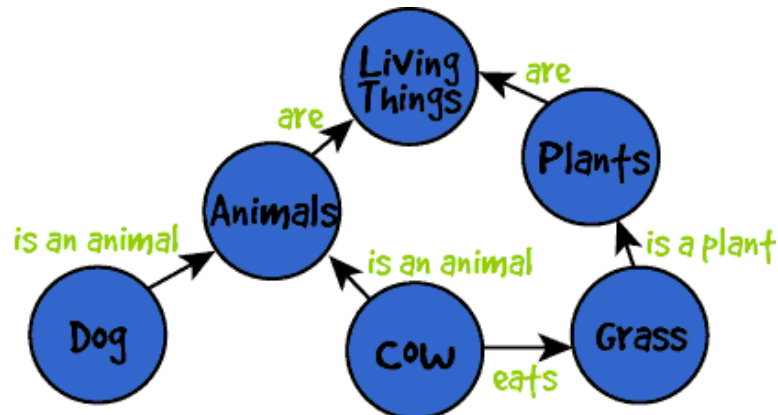 Living
Things
are
are
Plants
Animals
is an animal
is an animal
is a plant
Dog
Cow
Grass
eats